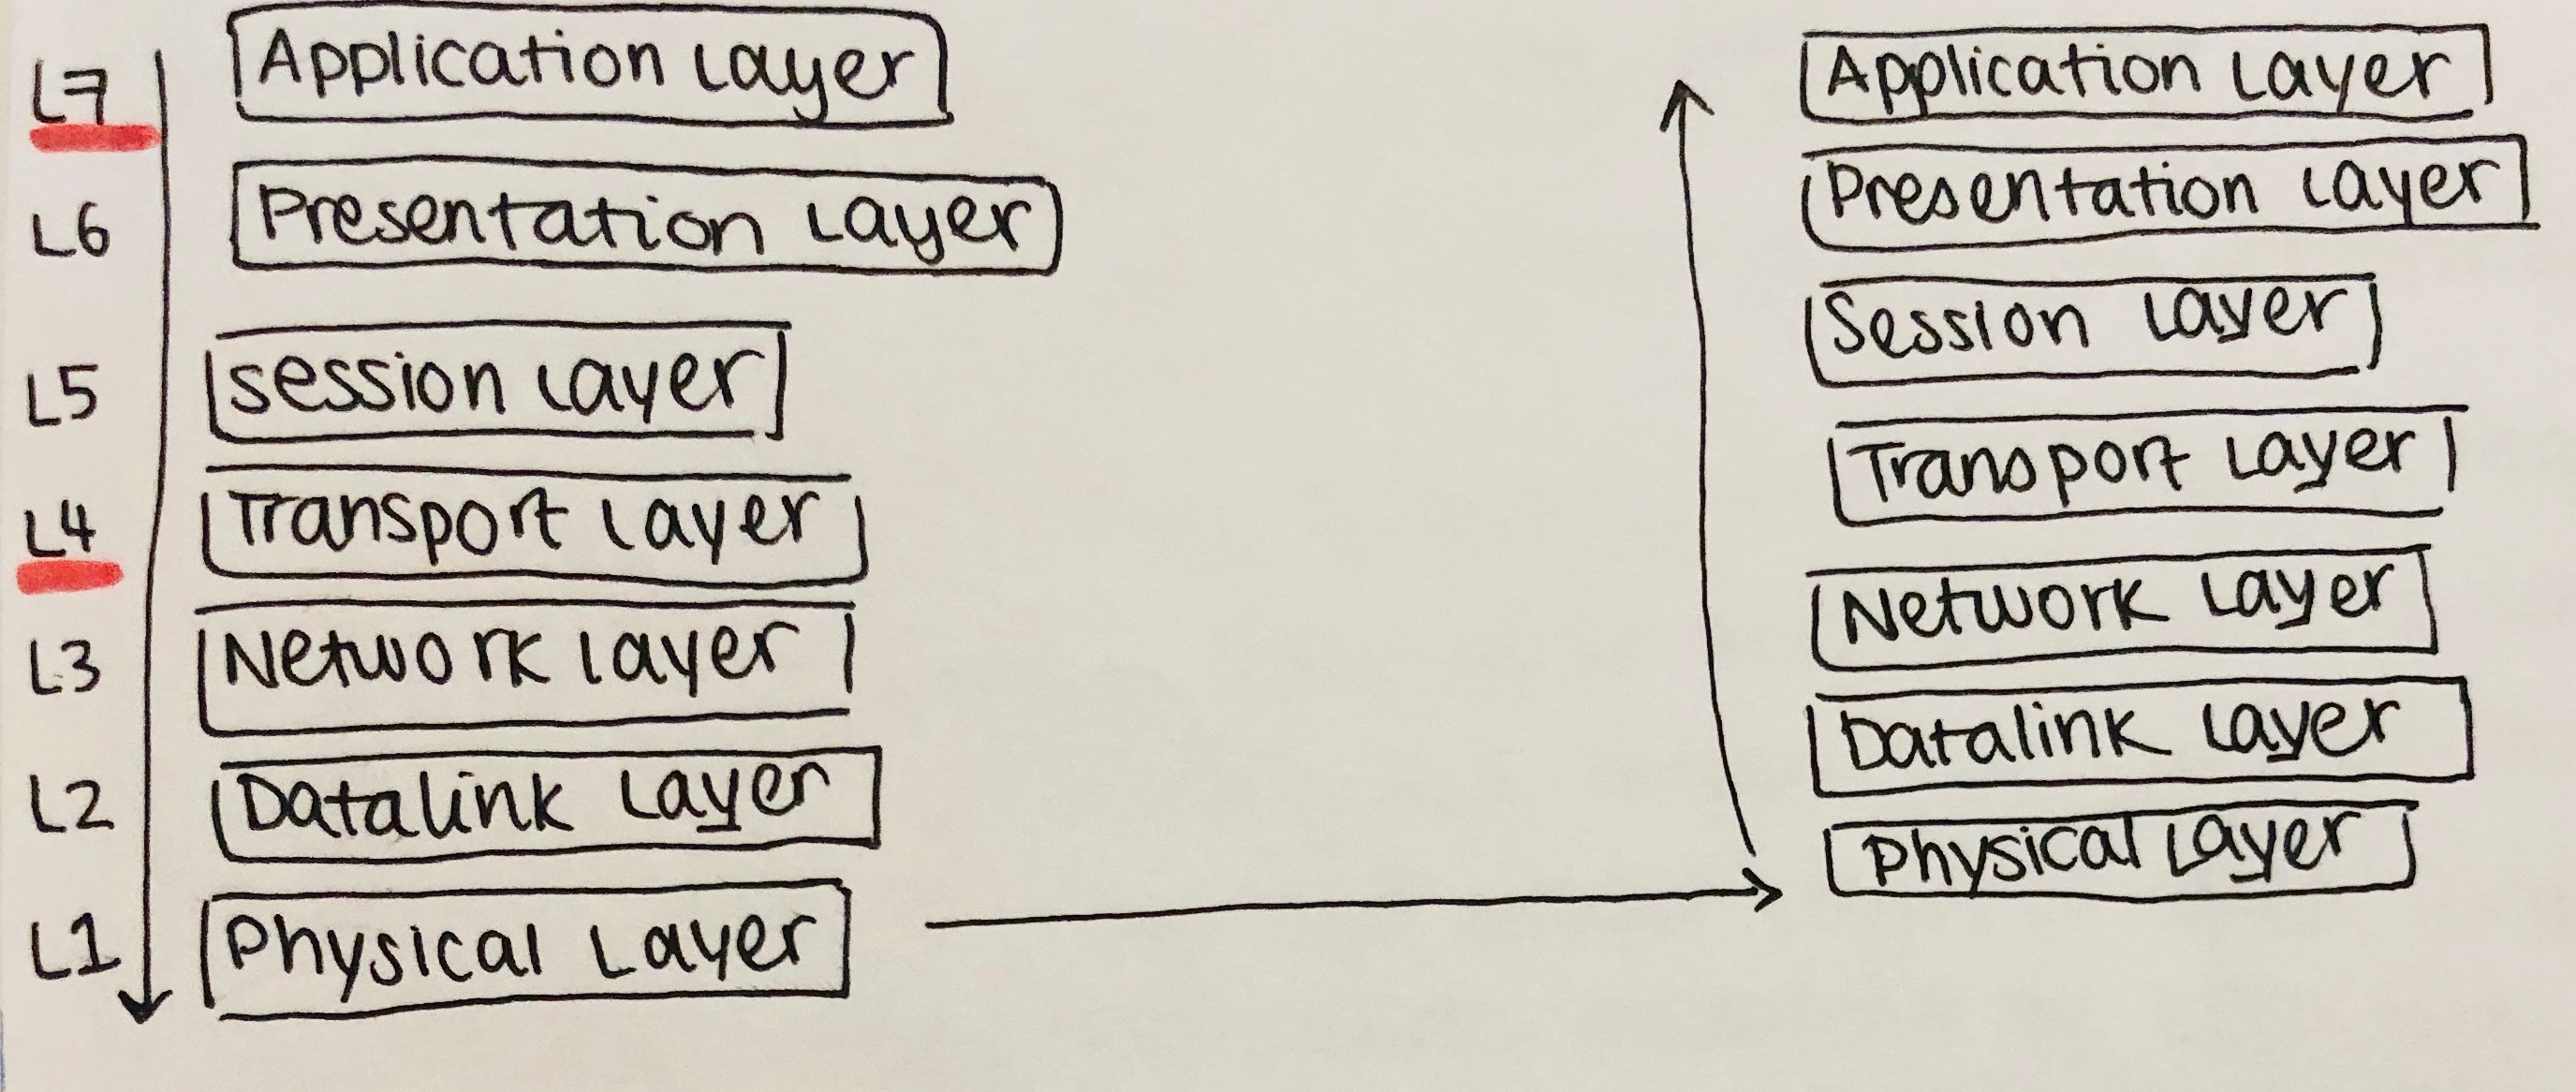 L7 Application Layer
L6 Presentation Layer
L5 session Layer
L4 Transport Layer
L3 Network Layer
L2 Datalink Layer
L1 Physical Layer
Application Layer
Presentation Layer
Session Layer
Transport Layer
Network Layer
Datalink Layer
Physical Layer